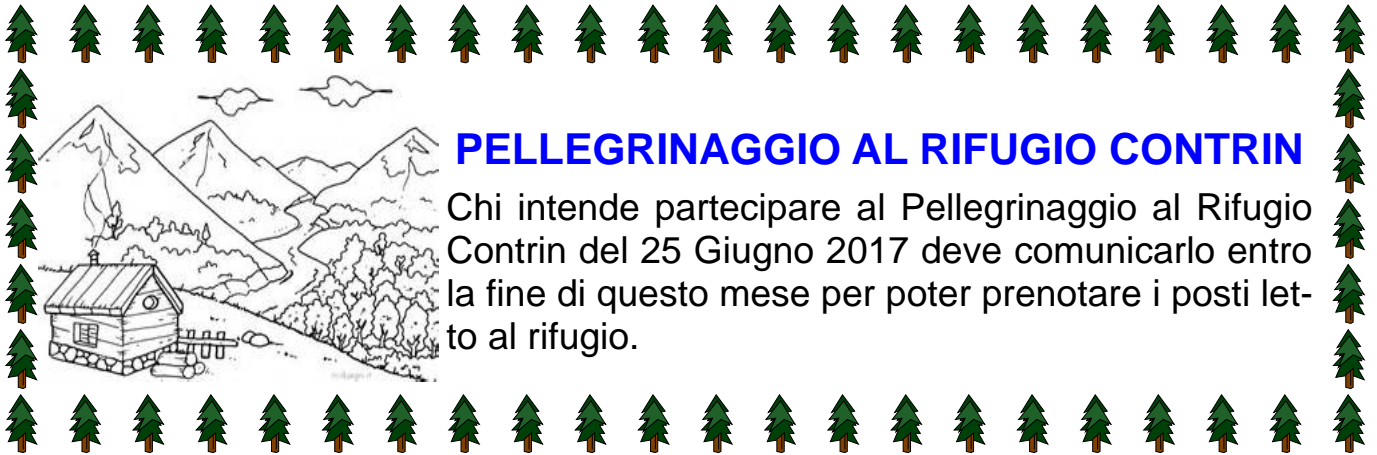 PELLEGRINAGGIO AL RIFUGIO CONTRIN
Chi intende partecipare al Pellegrinaggio al Rifugio
Contrin del 25 Giugno 2017 deve comunicarlo entro
la fine di questo mese per poter prenotare i posti let-
to al rifugio.